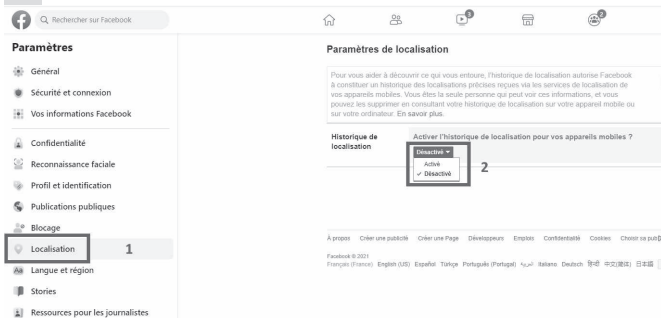 Rechercher sur Facebook
3
2
Paramètres
Général
Sécurité et connexion
Vos informations Facebook
Confidentialité
Reconnaissance faciale
Profil et identification
Publications publiques
Blocage
Localisation 1
Langue et région
Stories
Ressources pour les journalistes
Paramètres de localisation
Pour vous aider à découvrir ce qui vous entoure, l'historique de localisation autorise Facebook
à constituer un historique des localisations précises reçues via les services de localisation de
vos appareils mobiles. Vous êtes la seule personne qui peut voir ces informations, et vous
pouvez les supprimer en consultant votre historique de localisation sur votre appareil mobile ou
sur votre ordinateur. En savoir plus.
Historique de
localisation
Activer l'historique de localisation pour vos appareils mobiles ?
Désactivé
Activé
✓ Désactivé
2
À propos Créer une publicité Créer une Page Développeurs Emplois Confidentialité Cookies Choisir sa pub
Facebook © 2021
Français (France) English (US) Español Türkçe Português (Portugal) العربية Italiano Deutsch हिन्दी 中文(简体) 日本語